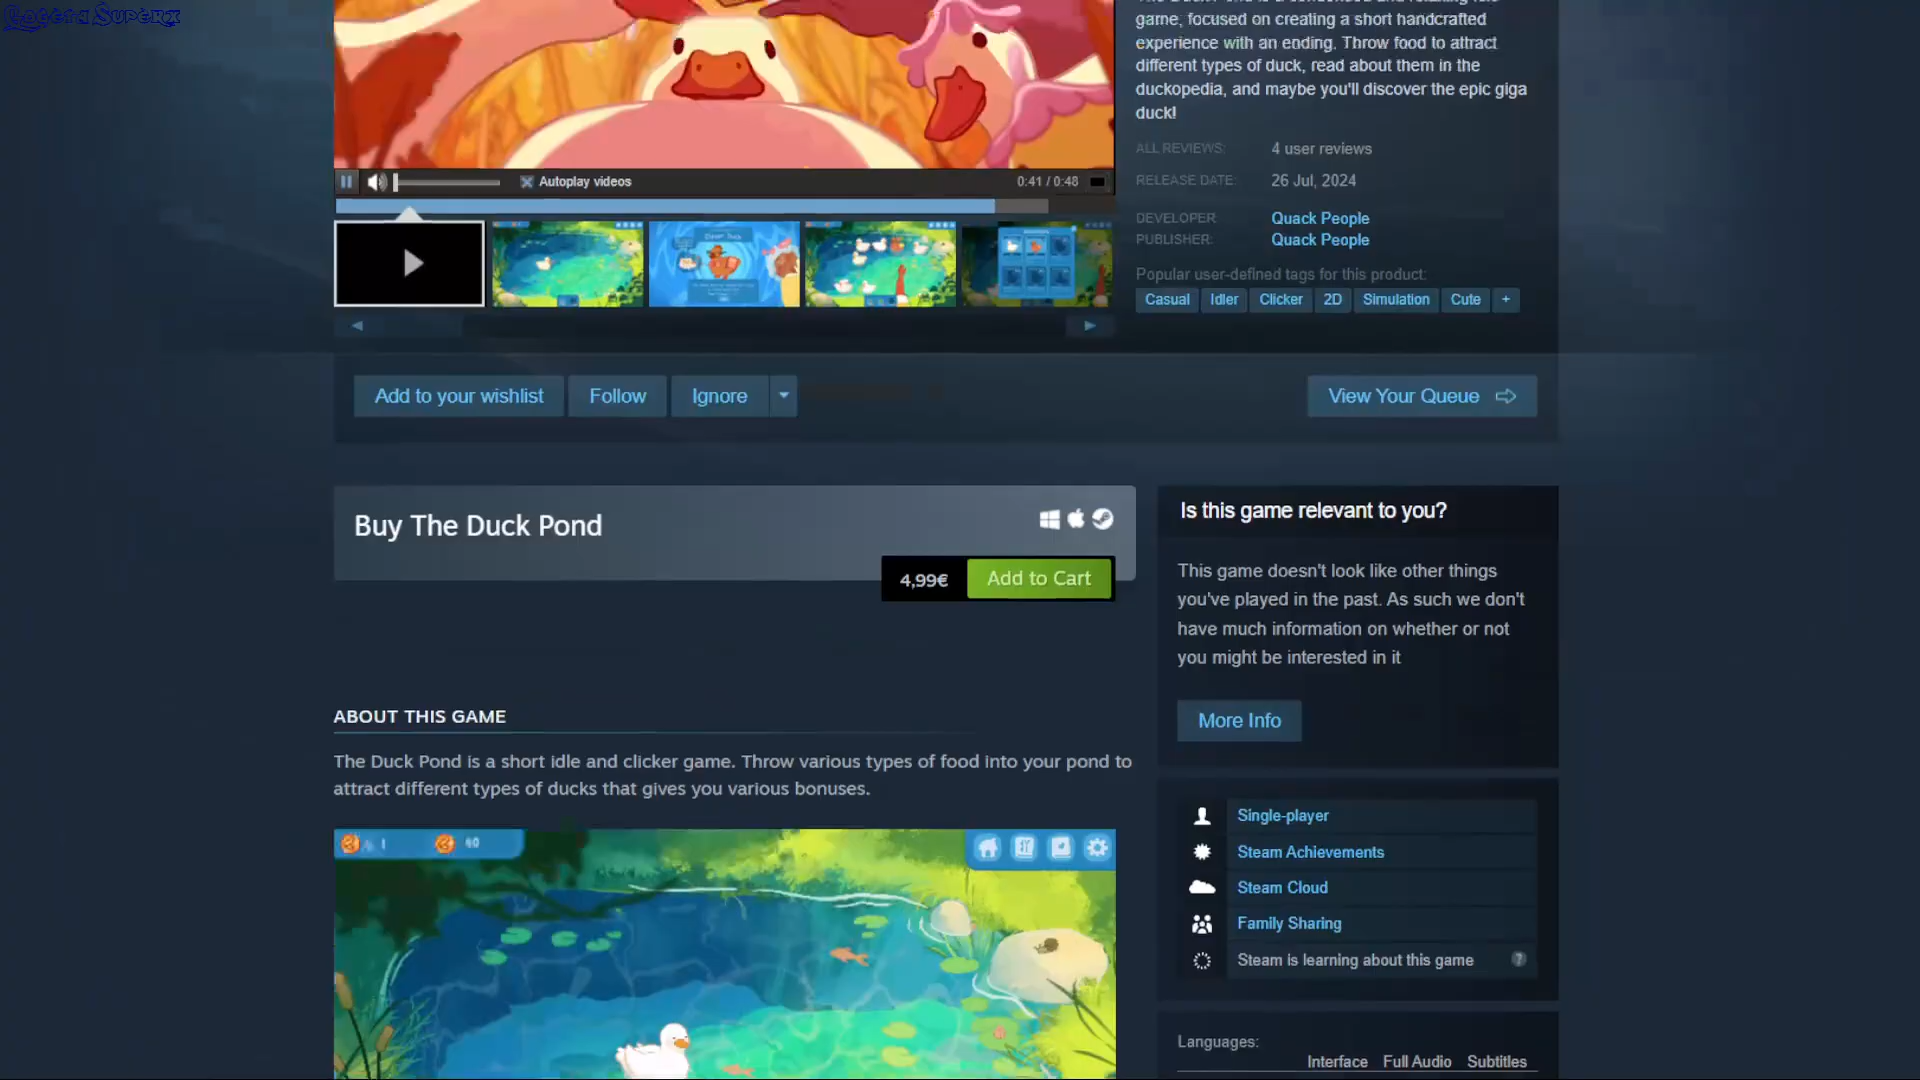 game, focused on creating a short handcrafted
experience with an ending. Throw food to attract
different types of duck, read about them in the
duckopedia, and maybe you'll discover the epic giga
duck!
ALL REVIEWS: 4 user reviews
RELEASE DATE: 26 Jul, 2024
DEVELOPER: Quack People
PUBLISHER: Quack People
Popular user-defined tags for this product:
Casual Idler Clicker 2D Simulation Cute +
Autoplay videos 0:41 / 0:48
Add to your wishlist Follow Ignore View Your Queue
Buy The Duck Pond
4,99€ Add to Cart
Is this game relevant to you?
This game doesn't look like other things
you've played in the past. As such we don't
have much information on whether or not
you might be interested in it
More Info
ABOUT THIS GAME
The Duck Pond is a short idle and clicker game. Throw various types of food into your pond to
attract different types of ducks that gives you various bonuses.
Single-player
Steam Achievements
Steam Cloud
Family Sharing
Steam is learning about this game ?
Languages:
Interface Full Audio Subtitles